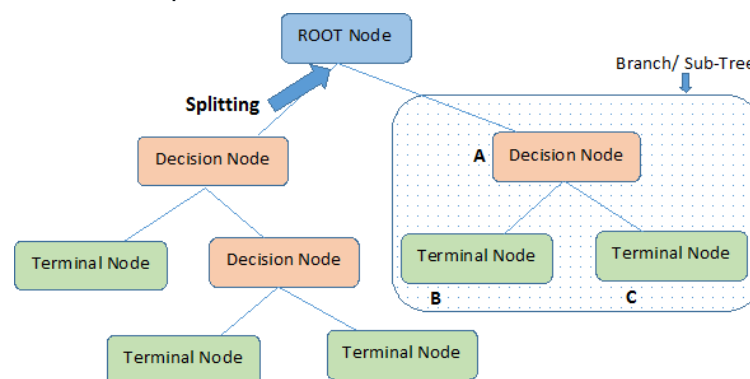 ROOT Node
Branch/ Sub-Tree
Splitting
Decision Node
A
Decision Node
Terminal Node
Decision Node
Terminal Node
Terminal Node
B
C
Terminal Node
Terminal Node